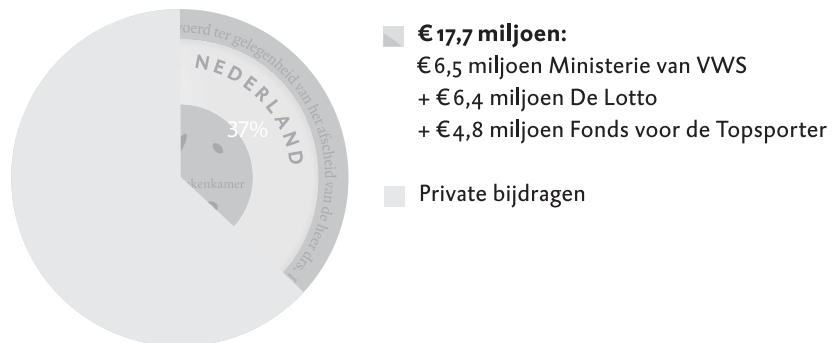 voerd ter gelegenheid van het afscheid van de heer drs.
NEDERLAND
37%
kenkamer
€ 17,7 miljoen:
€ 6,5 miljoen Ministerie van VWS
+ € 6,4 miljoen De Lotto
+ € 4,8 miljoen Fonds voor de Topsporter
Private bijdragen